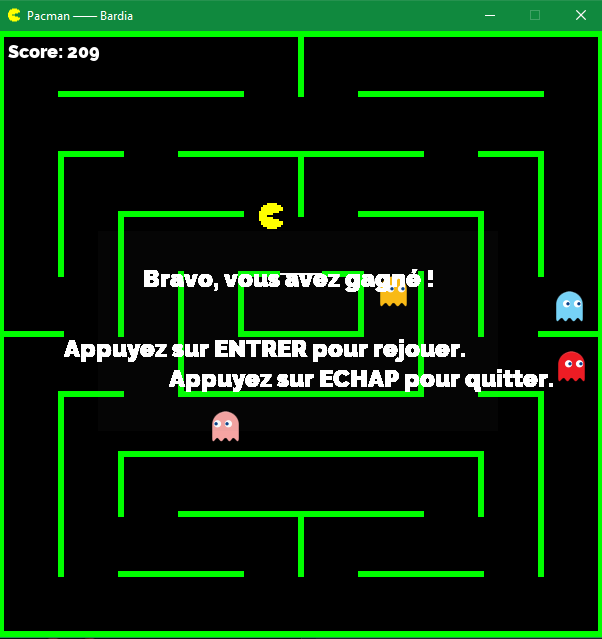 Pacman —— Bardia
Score: 209
Bravo, vous avez gagné !
Appuyez sur ENTRER pour rejouer.
Appuyez sur ECHAP pour quitter.